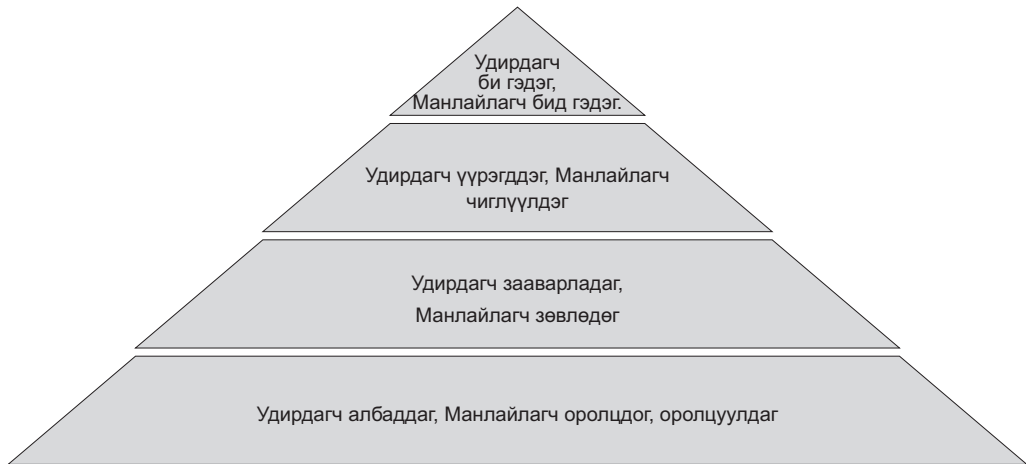 Удирдагч
би гэдэг,
Манлайлагч бид гэдэг.
Удирдагч үүрэгддэг, Манлайлагч
чиглүүлдэг
Удирдагч зааварладаг,
Манлайлагч зөвлөдөг
Удирдагч албаддаг, Манлайлагч оролцдог, оролцуулдаг